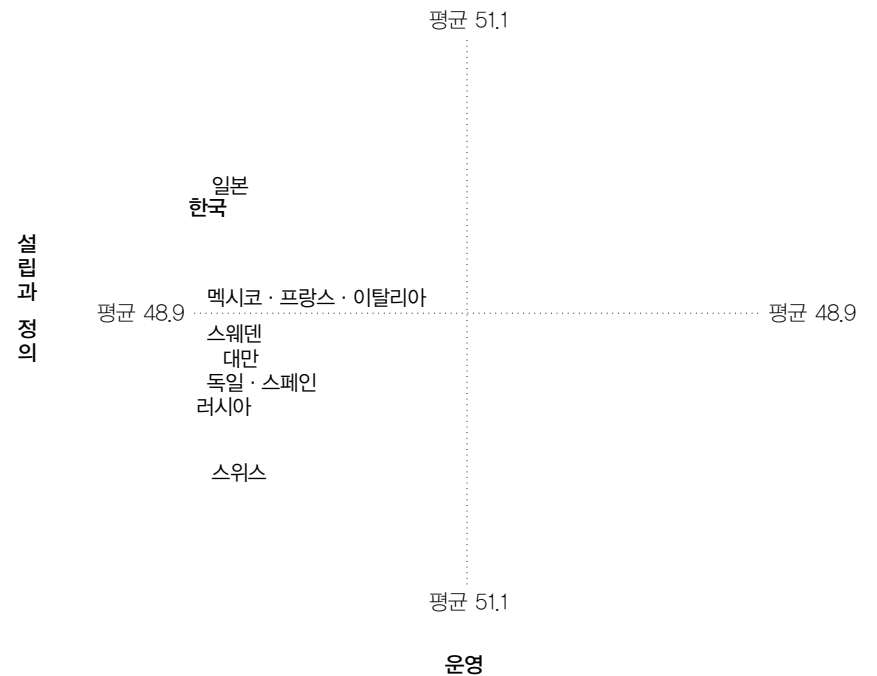 평균 51.1
일본
한국
설립과 정의
멕시코 · 프랑스 · 이탈리아
평균 48.9
평균 48.9
스웨덴
대만
독일 · 스페인
러시아
스위스
평균 51.1
운영